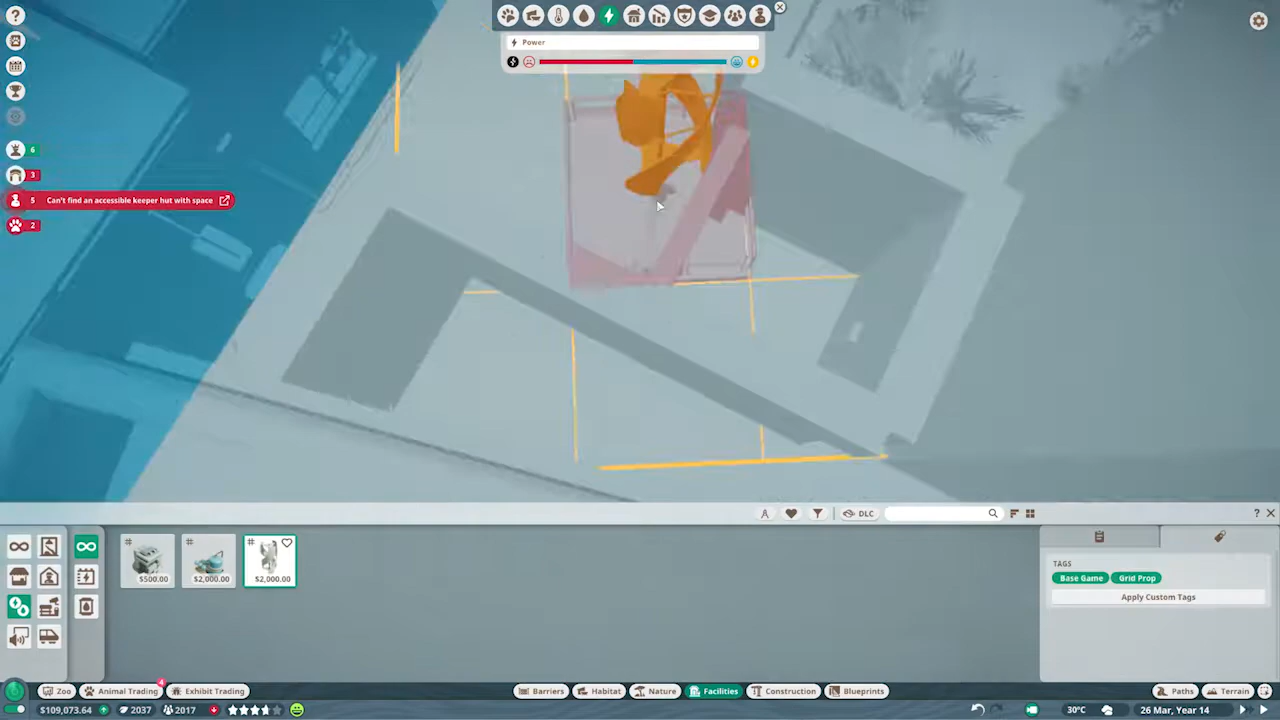 Power
6
3
5 Can't find an accessible keeper hut with space
2
DLC
? 
$500.00 $2,000.00 $2,000.00
TAGS
Base Game Grid Prop
Apply Custom Tags
4
Zoo Animal Trading Exhibit Trading Barriers Habitat Nature Facilities Construction Blueprints Paths Terrain
$109,073.64 2037 2017 30°C 26 Mar, Year 14